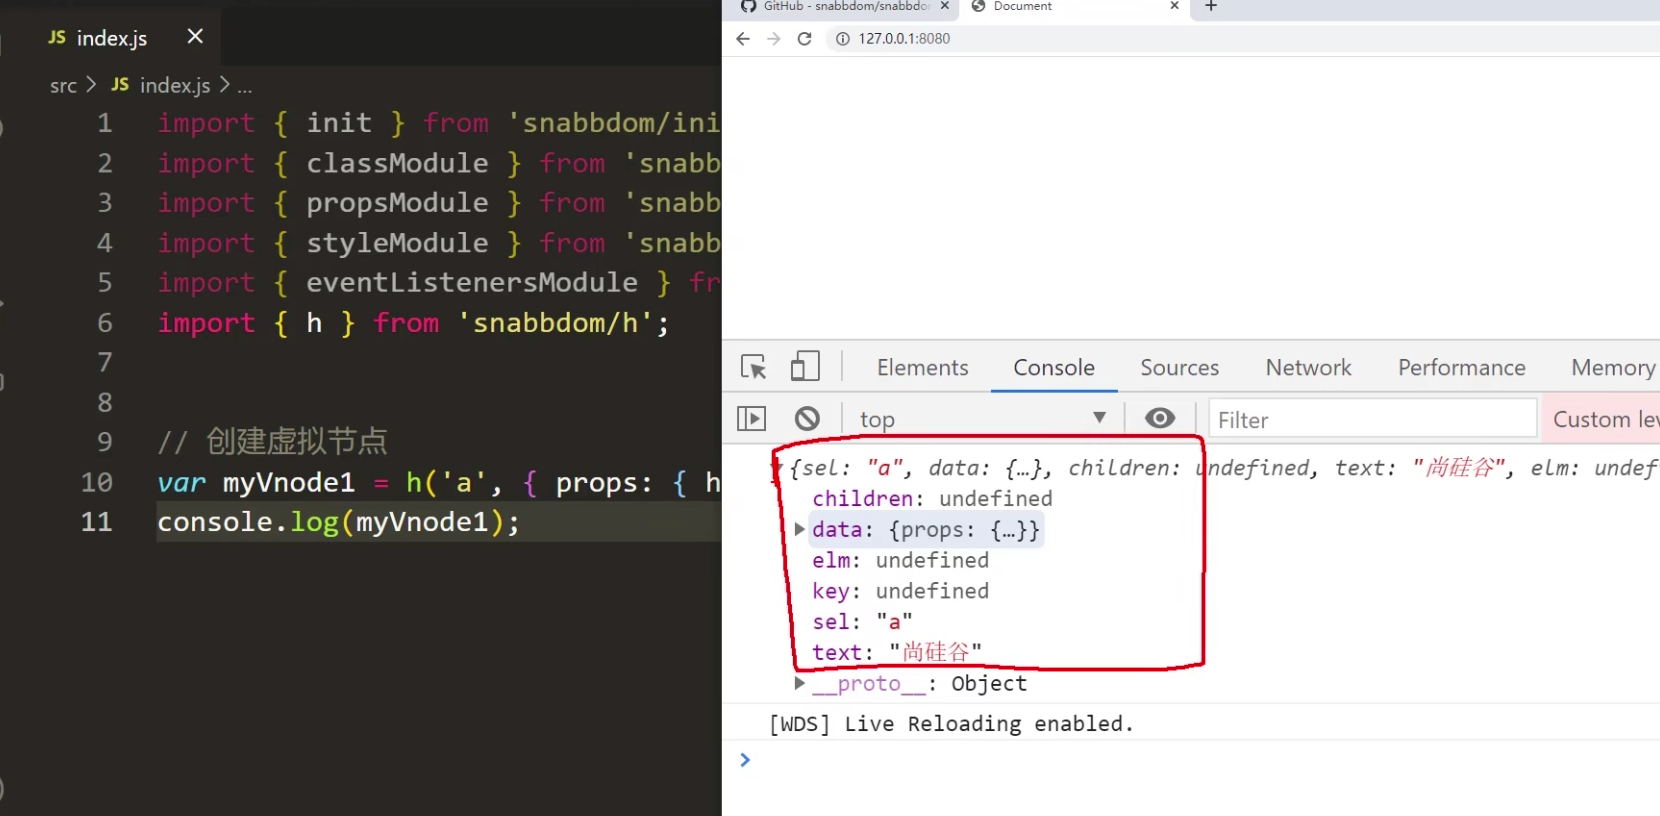 JS index.js ×
src > JS index.js > ...
1 import { init } from 'snabbdom/ini
2 import { classModule } from 'snabb
3 import { propsModule } from 'snabb
4 import { styleModule } from 'snabb
5 import { eventListenersModule } fr
6 import { h } from 'snabbdom/h';
7
8
9 // 创建虚拟节点
10 var myVnode1 = h('a', { props: { h
11 console.log(myVnode1);
GitHub - snabbdom/snabbdo × Document × +
127.0.0.1:8080
Elements Console Sources Network Performance Memory
top ▼ Filter Custom lev
▼ {sel: "a", data: {…}, children: undefined, text: "尚硅谷", elm: undef
children: undefined
▶ data: {props: {…}}
elm: undefined
key: undefined
sel: "a"
text: "尚硅谷"
▶ __proto__: Object
[WDS] Live Reloading enabled.
>